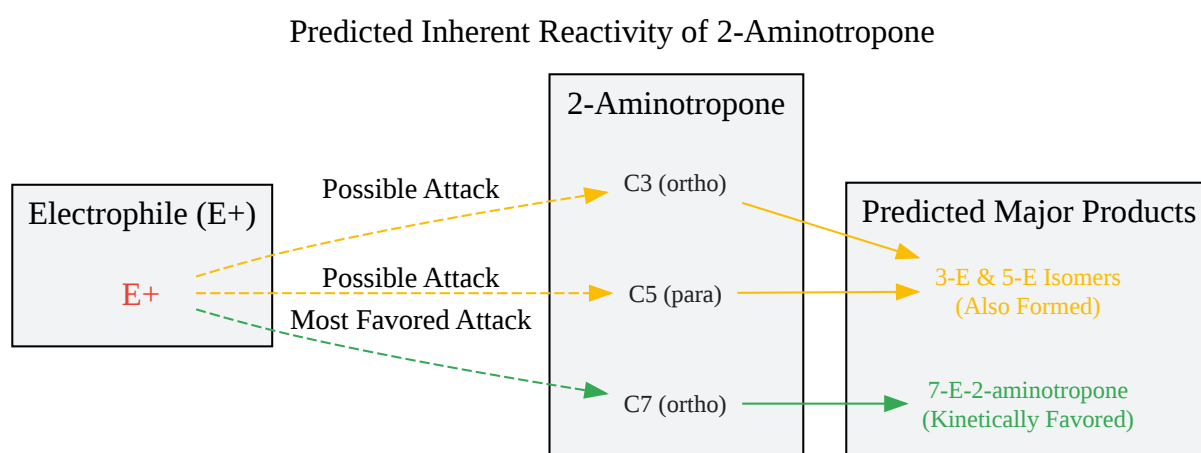 Predicted Inherent Reactivity of 2-Aminotropone
Electrophile (E+)
E+
Possible Attack
Possible Attack
Most Favored Attack
2-Aminotropone
C3 (ortho)
C5 (para)
C7 (ortho)
Predicted Major Products
3-E & 5-E Isomers
(Also Formed)
7-E-2-aminotropone
(Kinetically Favored)